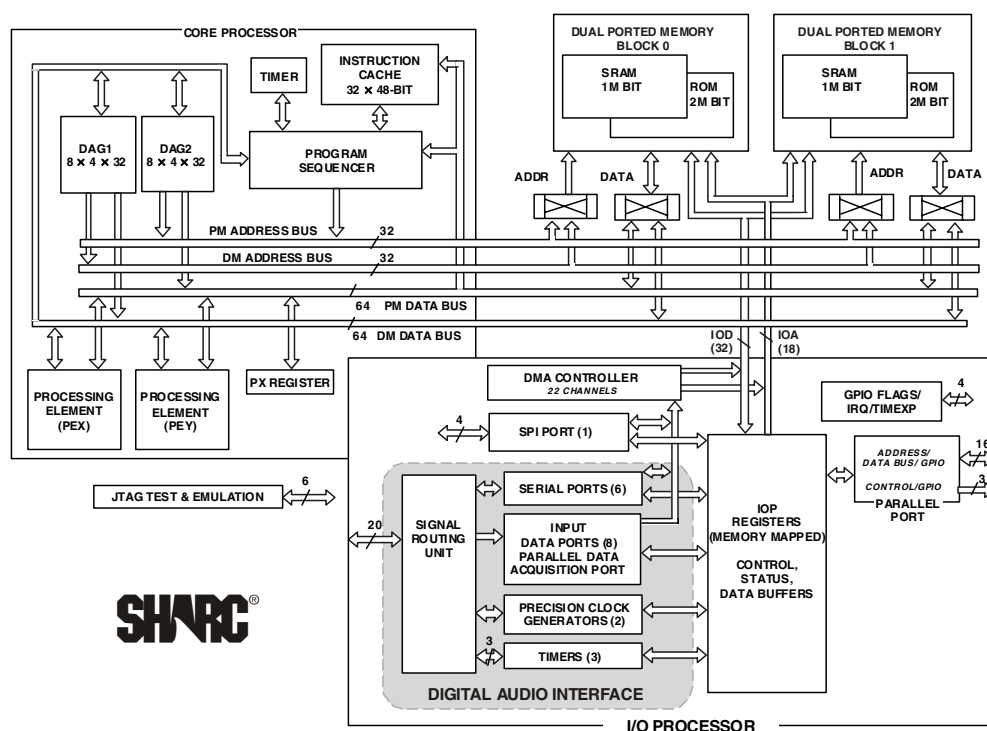 CORE PROCESSOR
TIMER
INSTRUCTION
CACHE
32 × 48-BIT
DAG1
8 × 4 × 32
DAG2
8 × 4 × 32
PROGRAM
SEQUENCER
DUAL PORTED MEMORY
BLOCK 0
SRAM
1M BIT
ROM
2M BIT
DUAL PORTED MEMORY
BLOCK 1
SRAM
1M BIT
ROM
2M BIT
ADDR
DATA
ADDR
DATA
PM ADDRESS BUS
32
DM ADDRESS BUS
32
64
PM DATA BUS
64
DM DATA BUS
IOD
(32)
IOA
(18)
PROCESSING
ELEMENT
(PEX)
PROCESSING
ELEMENT
(PEY)
PX REGISTER
JTAG TEST & EMULATION
6
DMA CONTROLLER
22 CHANNELS
4
SPI PORT (1)
GPIO FLAGS/
IRQ/TIMEXP
4
ADDRESS/
DATA BUS/ GPIO
CONTROL/GPIO
PARALLEL
PORT
16
3
20
SIGNAL
ROUTING
UNIT
SERIAL PORTS (6)
INPUT
DATA PORTS (8)
PARALLEL DATA
ACQUISITION PORT
PRECISION CLOCK
GENERATORS (2)
3
TIMERS (3)
IOP
REGISTERS
(MEMORY MAPPED)
CONTROL,
STATUS,
DATA BUFFERS
DIGITAL AUDIO INTERFACE
I/O PROCESSOR
SHARC®